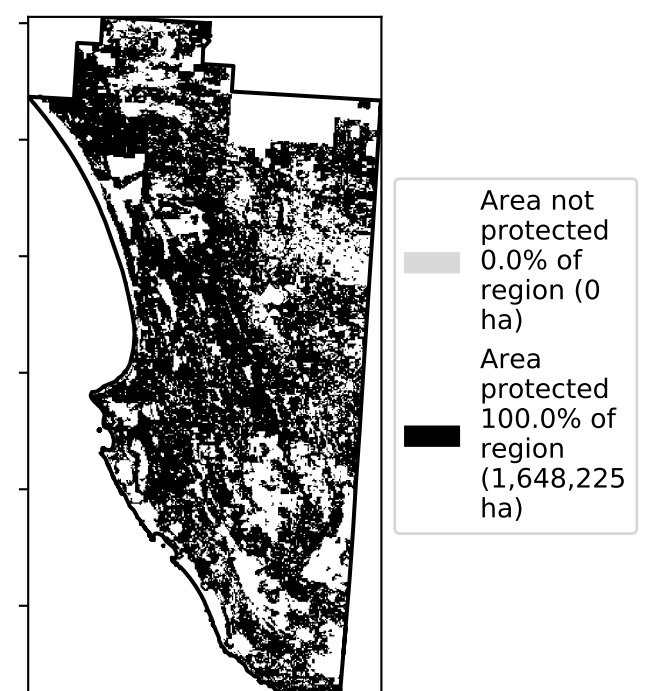 Area not
protected
0.0% of
region (0
ha)
Area
protected
100.0% of
region
(1,648,225
ha)